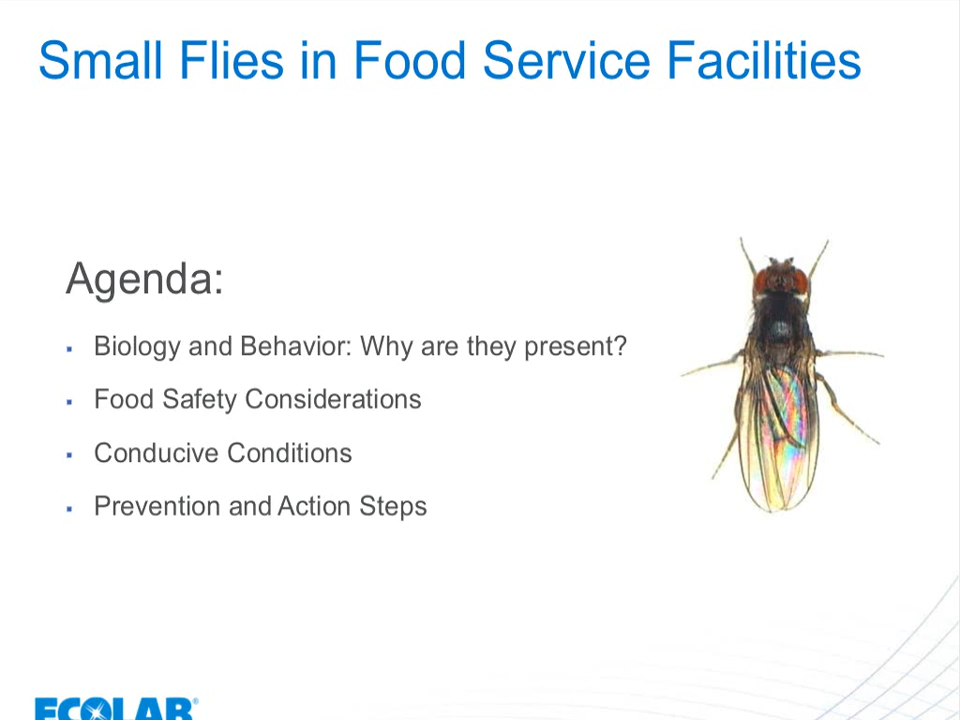 Small Flies in Food Service Facilities
Agenda:
▪ Biology and Behavior: Why are they present?
▪ Food Safety Considerations
▪ Conducive Conditions
▪ Prevention and Action Steps
ECOLAB®